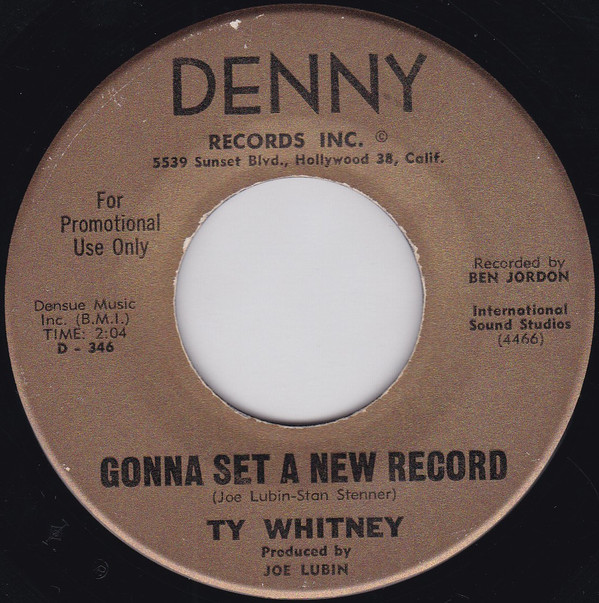 DENNY
RECORDS INC. ©
5539 Sunset Blvd., Hollywood 38, Calif.
For
Promotional
Use Only
Densue Music
Inc. (B.M.I.)
TIME: 2:04
D - 346
Recorded by
BEN JORDON
International
Sound Studios
(4466)
GONNA SET A NEW RECORD
(Joe Lubin-Stan Stenner)
TY WHITNEY
Produced by
JOE LUBIN